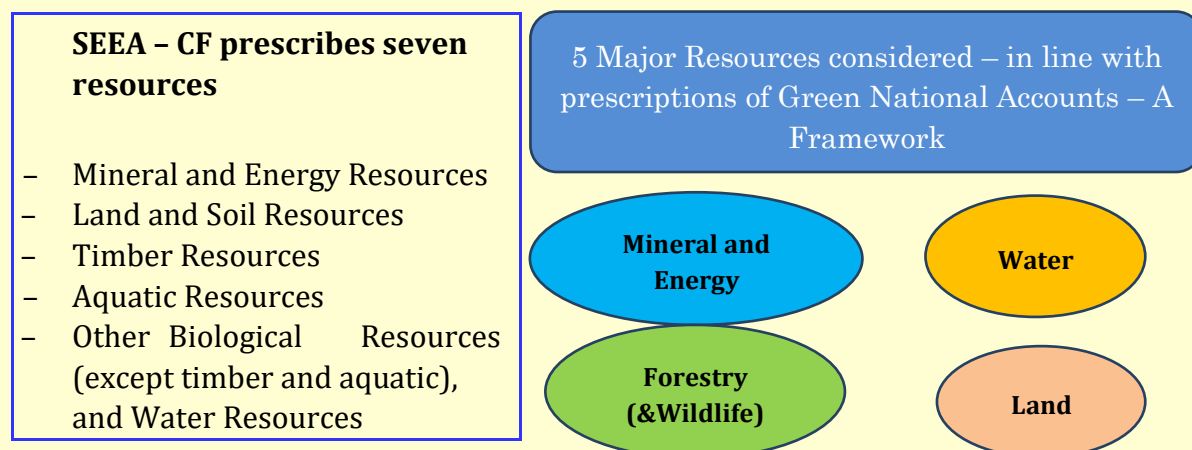 SEEA – CF prescribes seven
resources
– Mineral and Energy Resources
– Land and Soil Resources
– Timber Resources
– Aquatic Resources
– Other Biological Resources
(except timber and aquatic),
and Water Resources
5 Major Resources considered – in line with
prescriptions of Green National Accounts – A
Framework
Mineral and
Energy
Water
Forestry
(&Wildlife)
Land